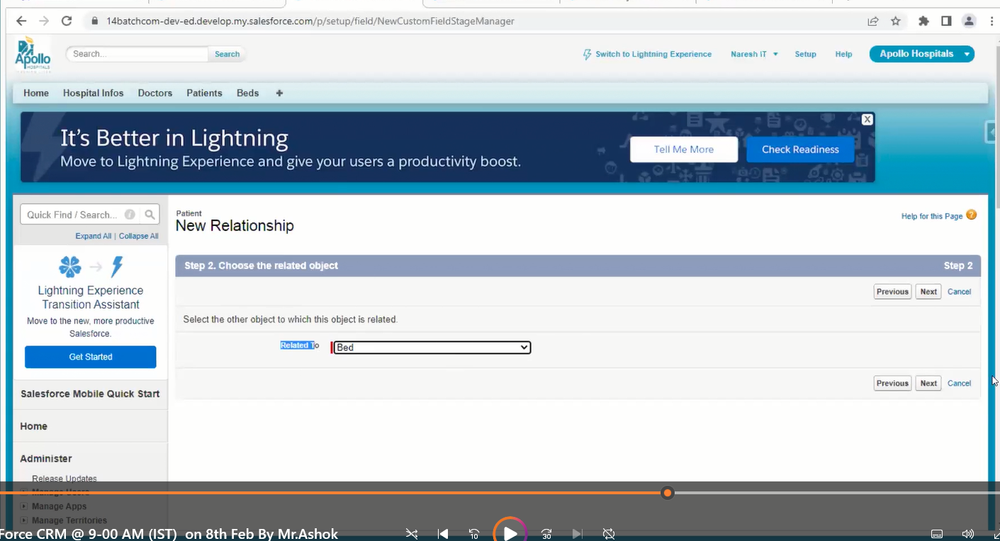 14batchcom-dev-ed.develop.my.salesforce.com/p/setup/field/NewCustomFieldStageManager
Apollo
HOSPITALS
Search...
Search
Switch to Lightning Experience
Naresh IT
Setup
Help
Apollo Hospitals
Home
Hospital Infos
Doctors
Patients
Beds
+
It's Better in Lightning
Move to Lightning Experience and give your users a productivity boost.
Tell Me More
Check Readiness
X
Quick Find / Search...
Expand All | Collapse All
Lightning Experience
Transition Assistant
Move to the new, more productive
Salesforce.
Get Started
Salesforce Mobile Quick Start
Home
Administer
Release Updates
Manage Users
Manage Apps
Manage Territories
Patient
New Relationship
Help for this Page ?
Step 2. Choose the related object
Step 2
Previous
Next
Cancel
Select the other object to which this object is related.
Related To
Bed
Previous
Next
Cancel
Force CRM @ 9-00 AM (IST) on 8th Feb By Mr.Ashok
10
30